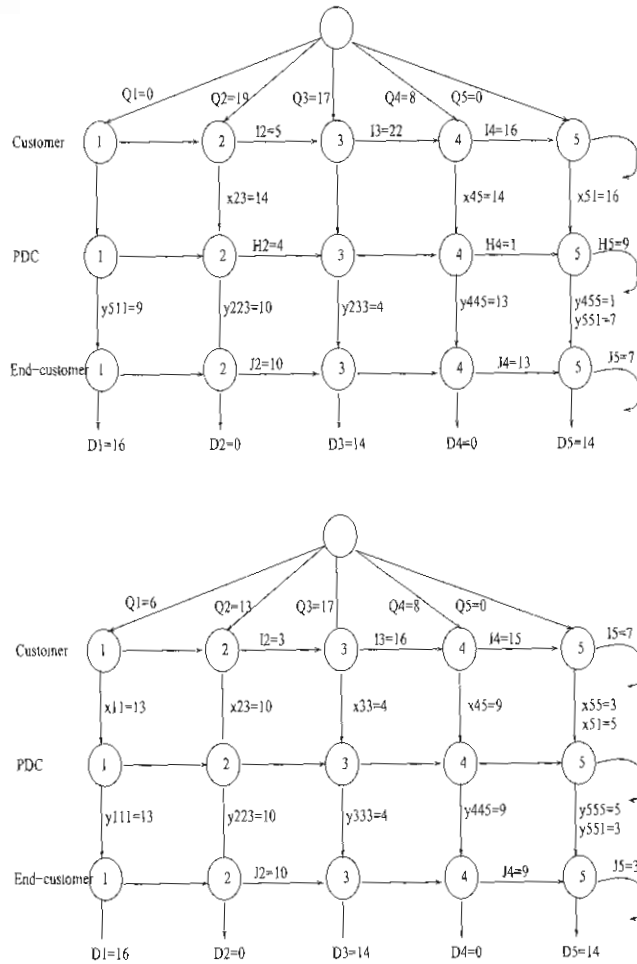 Q1=0 Q2=19 Q3=17 Q4=8 Q5=0
Customer 1 2 I2=5 3 I3=22 4 I4=16 5
x23=14 x45=14 x51=16
PDC 1 2 H2=4 3 4 H4=1 5 H5=9
y511=9 y223=10 y233=4 y445=13 y455=1
y551=7
End-customer 1 2 J2=10 3 4 J4=13 5 J5=7
D1=16 D2=0 D3=14 D4=0 D5=14
Q1=6 Q2=13 Q3=17 Q4=8 Q5=0
Customer 1 2 I2=3 3 I3=16 4 I4=15 5 I5=7
x11=13 x23=10 x33=4 x45=9 x55=3
x51=5
PDC 1 2 3 4 5
y111=13 y223=10 y333=4 y445=9 y555=5
y551=3
End-customer 1 2 J2=10 3 4 J4=9 5 J5=3
D1=16 D2=0 D3=14 D4=0 D5=14